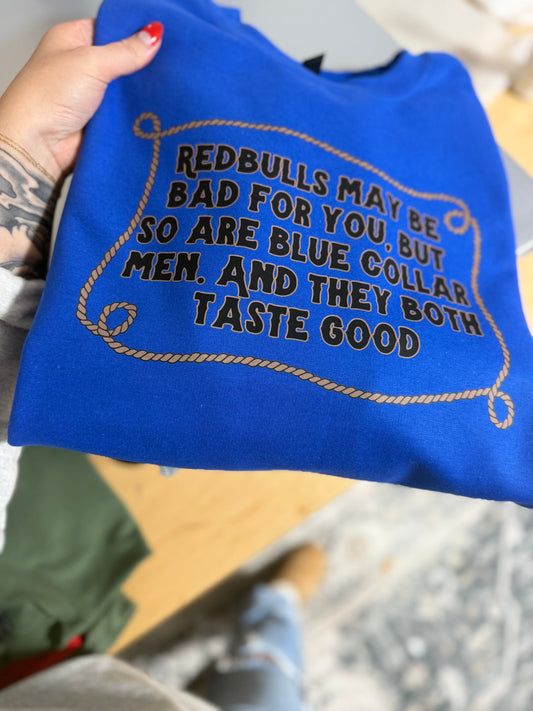 REDBULLS MAY BE
BAD FOR YOU, BUT
SO ARE BLUE COLLAR
MEN. AND THEY BOTH
TASTE GOOD